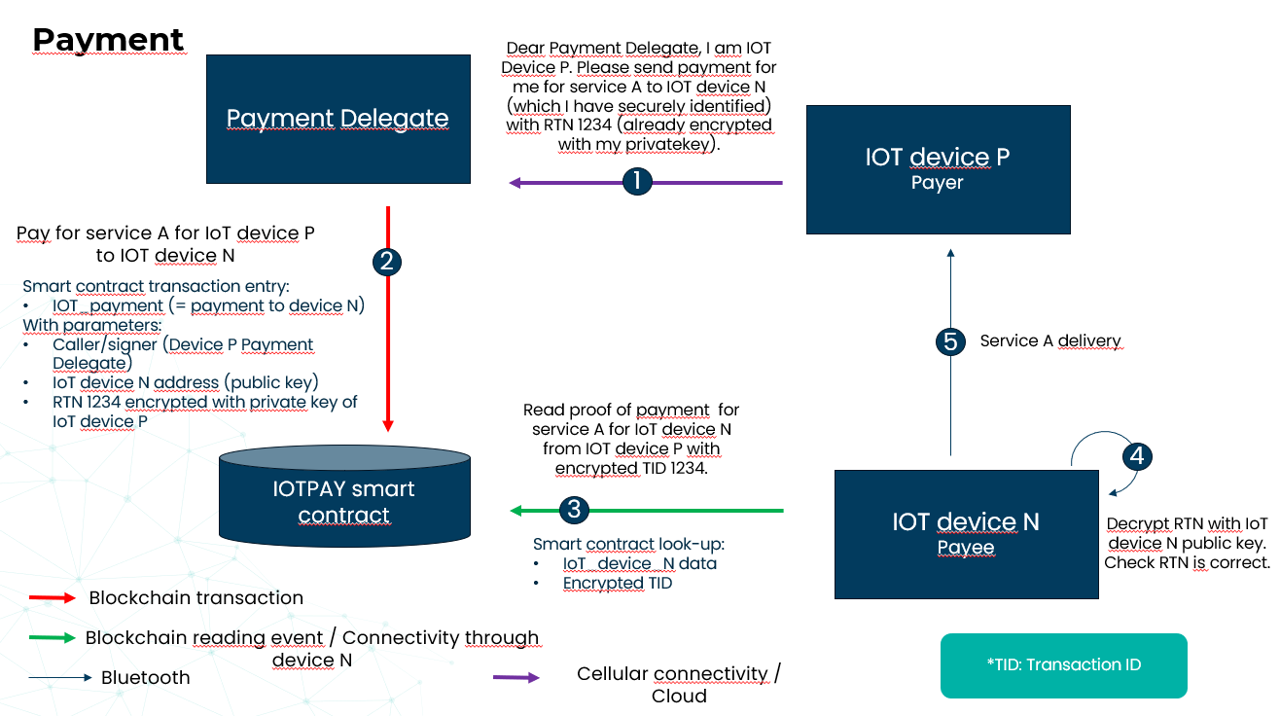 Payment
Payment Delegate
Dear Payment Delegate, I am IOT
Device P. Please send payment for
me for service A to IOT device N
(which I have securely identified)
with RTN 1234 (already encrypted
with my privatekey).
1
IOT device P
Payer
Pay for service A for IoT device P
to IOT device N
2
Smart contract transaction entry:
• IOT_payment (= payment to device N)
With parameters:
• Caller/signer (Device P Payment
Delegate)
• IoT device N address (public key)
• RTN 1234 encrypted with private key of
IoT device P
5
Service A delivery
Read proof of payment for
service A for IoT device N
from IOT device P with
encrypted TID 1234.
3
Smart contract look-up:
• IoT_device_N data
• Encrypted TID
IOTPAY smart
contract
IOT device N
Payee
4
Decrypt RTN with IoT
device N public key.
Check RTN is correct.
Blockchain transaction
Blockchain reading event / Connectivity through
device N
Bluetooth
Cellular connectivity /
Cloud
*TID: Transaction ID